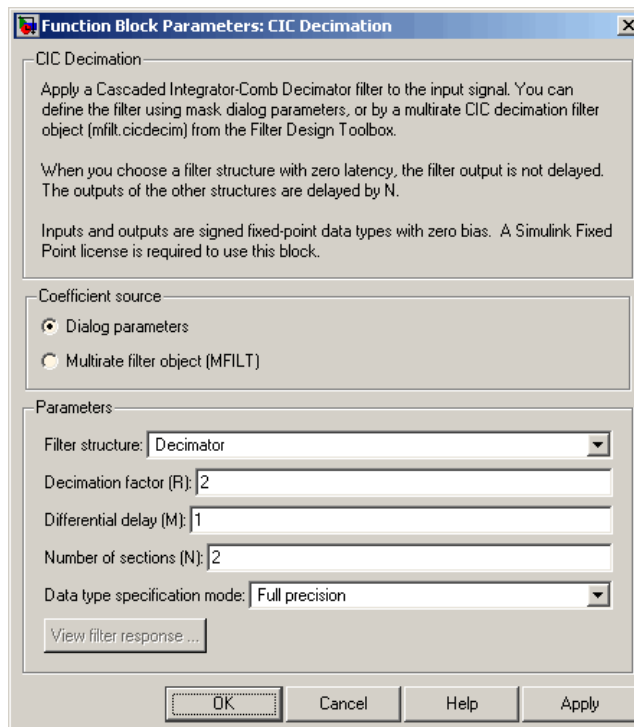 Function Block Parameters: CIC Decimation
CIC Decimation
Apply a Cascaded Integrator-Comb Decimator filter to the input signal. You can
define the filter using mask dialog parameters, or by a multirate CIC decimation filter
object (mfilt.cicdecim) from the Filter Design Toolbox.
When you choose a filter structure with zero latency, the filter output is not delayed.
The outputs of the other structures are delayed by N.
Inputs and outputs are signed fixed-point data types with zero bias. A Simulink Fixed
Point license is required to use this block.
Coefficient source
Dialog parameters
Multirate filter object (MFILT)
Parameters
Filter structure: Decimator
Decimation factor (R): 2
Differential delay (M): 1
Number of sections (N): 2
Data type specification mode: Full precision
View filter response ...
OK Cancel Help Apply